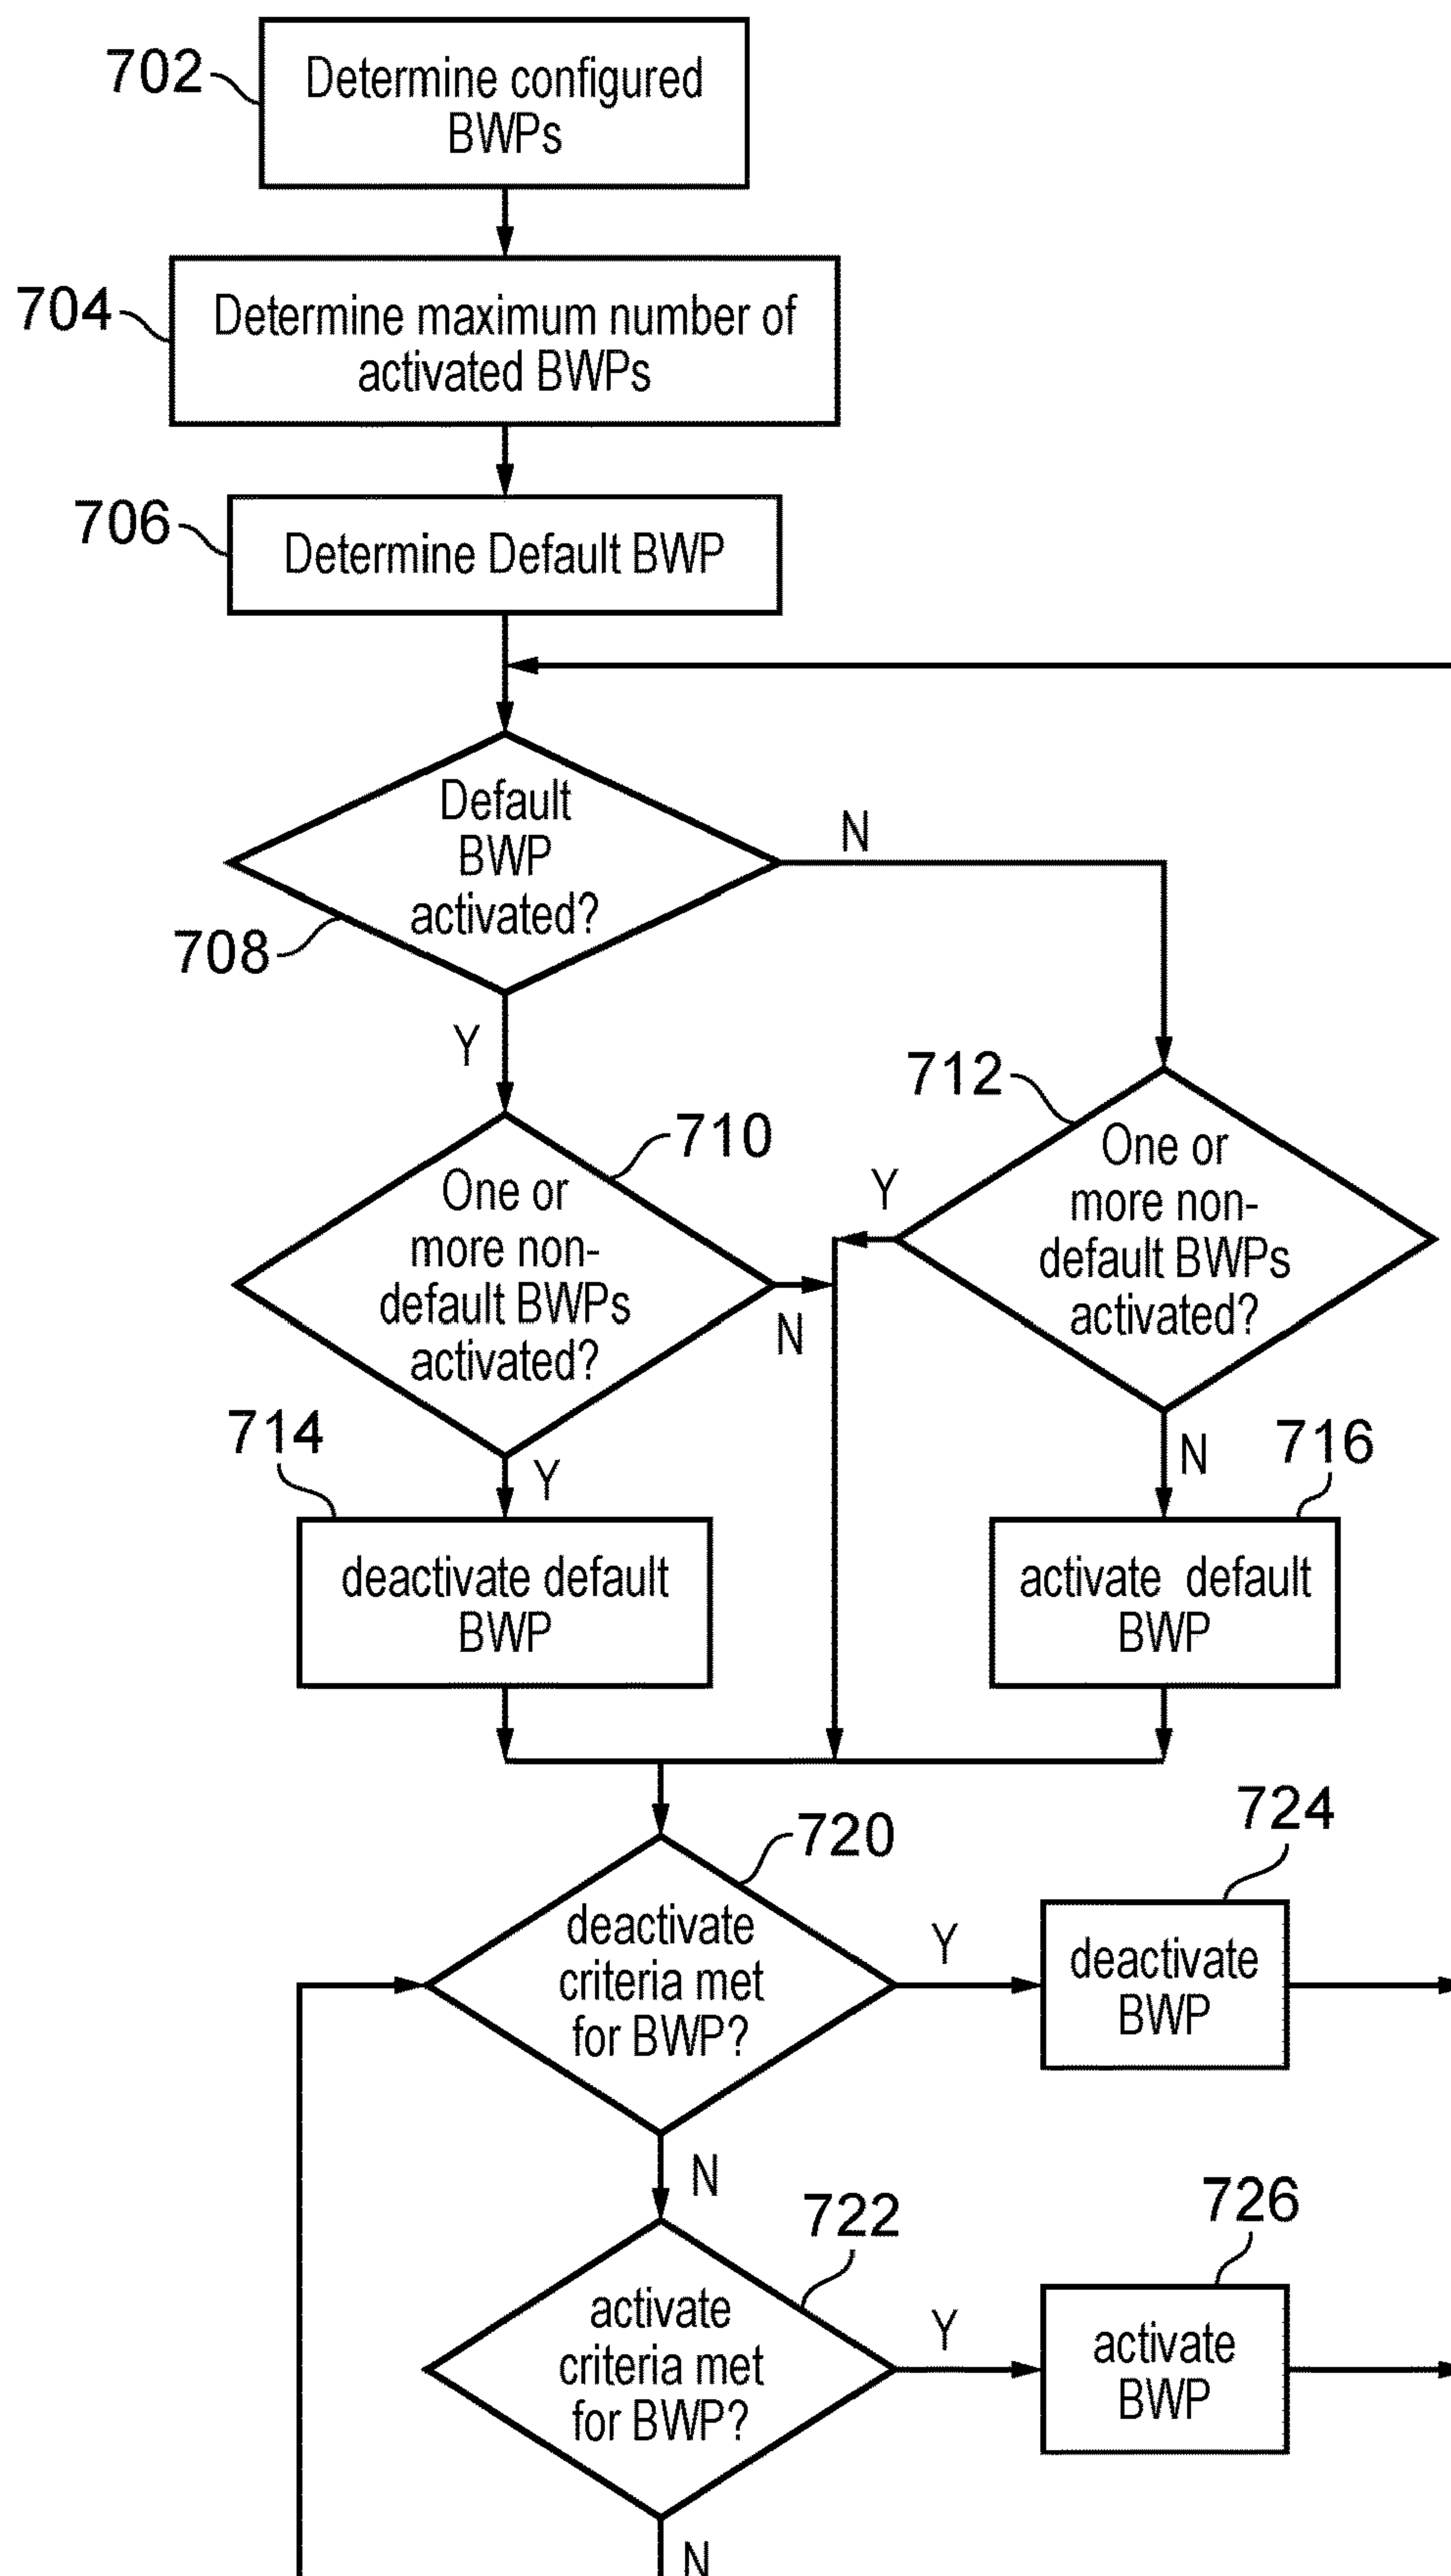 702
Determine configured
BWPs
704
Determine maximum number of
activated BWPs
706
Determine Default BWP
Default
BWP
activated?
708
N
Y
710
One or
more non-
default BWPs
activated?
N
Y
712
One or
more non-
default BWPs
activated?
Y
N
714
deactivate default
BWP
716
activate default
BWP
720
deactivate
criteria met
for BWP?
Y
N
724
deactivate
BWP
722
activate
criteria met
for BWP?
Y
N
726
activate
BWP